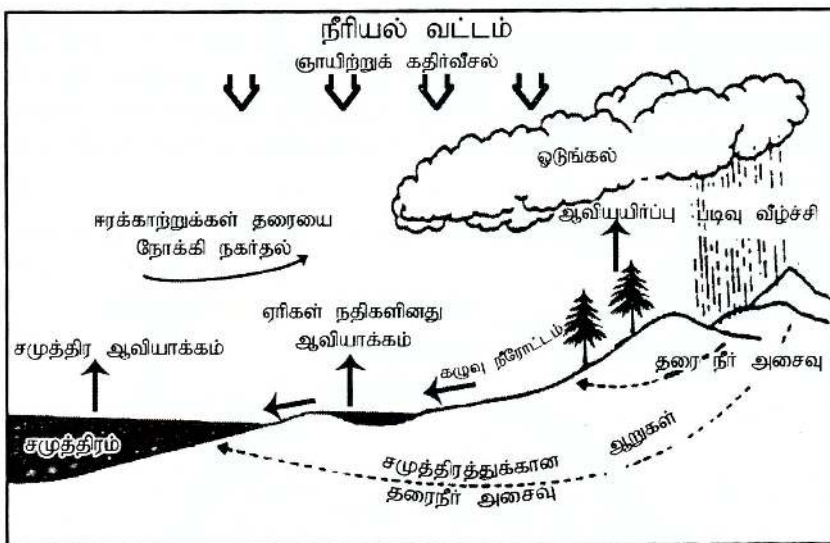 நீரியல் வட்டம்
ஞாயிற்றுக் கதிர்வீசல்
ஒடுங்கல்
ஆவியுயிர்ப்பு படிவு வீழ்ச்சி
ஈரக்காற்றுக்கள் தரையை
நோக்கி நகர்தல்
ஏரிகள் நதிகளினது
ஆவியாக்கம்
சமுத்திர ஆவியாக்கம்
கழுவு நீரோட்டம்
தரை நீர் அசைவு
சமுத்திரம்
ஆறுகள்
சமுத்திரத்துக்கான
தரைநீர் அசைவு